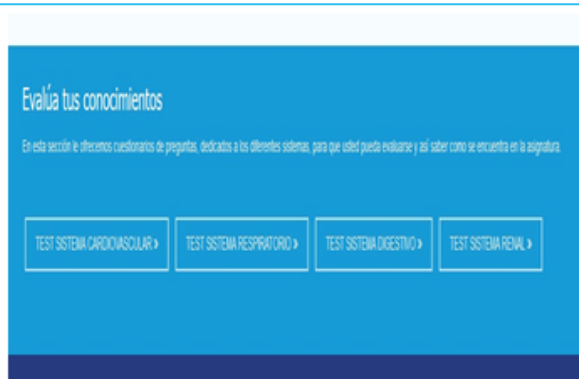 Evalúa tus conocimientos
En esta sección le ofrecemos cuestionarios de preguntas, dedicados a los diferentes sistemas, para que usted pueda evaluarse y así saber como se encuentra en la asignatura.
TEST SISTEMA CARDIOVASCULAR » TEST SISTEMA RESPIRATORIO » TEST SISTEMA DIGESTIVO » TEST SISTEMA RENAL »